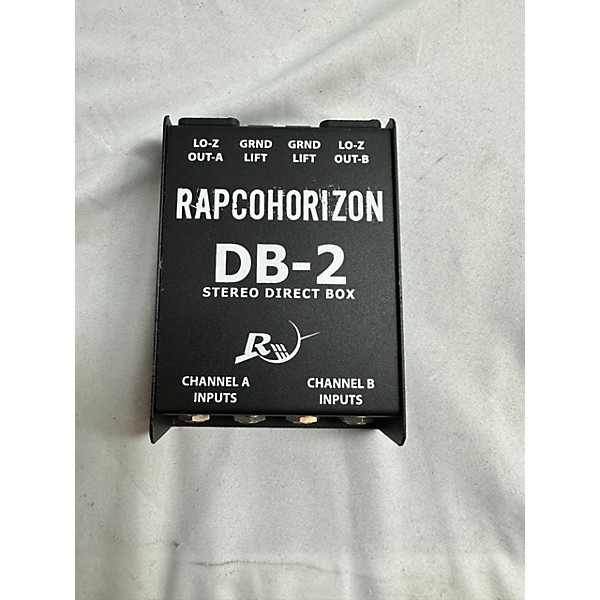 LO-Z GRND GRND LO-Z
OUT-A LIFT LIFT OUT-B
RAPCOHORIZON
DB-2
STEREO DIRECT BOX
R
CHANNEL A CHANNEL B
INPUTS INPUTS